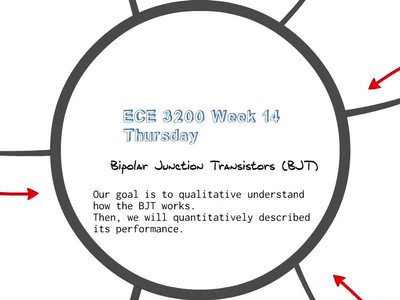 ECE 3200 Week 14
Thursday
Bipolar Junction Transistors (BJT)
Our goal is to qualitative understand
how the BJT works.
Then, we will quantitatively described
its performance.